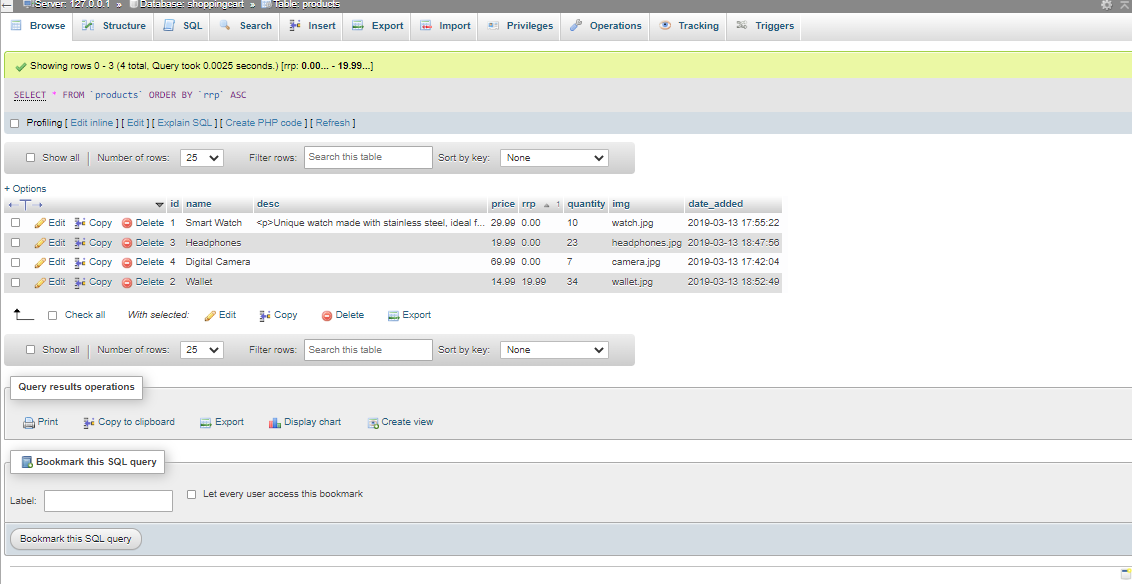 Server: 127.0.0.1 » Database: shoppingcart » Table: products
Browse Structure SQL Search Insert Export Import Privileges Operations Tracking Triggers
Showing rows 0 - 3 (4 total, Query took 0.0025 seconds.) [rrp: 0.00... - 19.99...]
SELECT * FROM `products` ORDER BY `rrp` ASC
Profiling [ Edit inline ] [ Edit ] [ Explain SQL ] [ Create PHP code ] [ Refresh ]
Show all | Number of rows: 25 Filter rows: Search this table Sort by key: None
+ Options
←T→ id name desc price rrp 1 quantity img date_added
Edit Copy Delete 1 Smart Watch <p>Unique watch made with stainless steel, ideal f... 29.99 0.00 10 watch.jpg 2019-03-13 17:55:22
Edit Copy Delete 3 Headphones 19.99 0.00 23 headphones.jpg 2019-03-13 18:47:56
Edit Copy Delete 4 Digital Camera 69.99 0.00 7 camera.jpg 2019-03-13 17:42:04
Edit Copy Delete 2 Wallet 14.99 19.99 34 wallet.jpg 2019-03-13 18:52:49
Check all With selected: Edit Copy Delete Export
Show all | Number of rows: 25 Filter rows: Search this table Sort by key: None
Query results operations
Print Copy to clipboard Export Display chart Create view
Bookmark this SQL query
Label: Let every user access this bookmark
Bookmark this SQL query